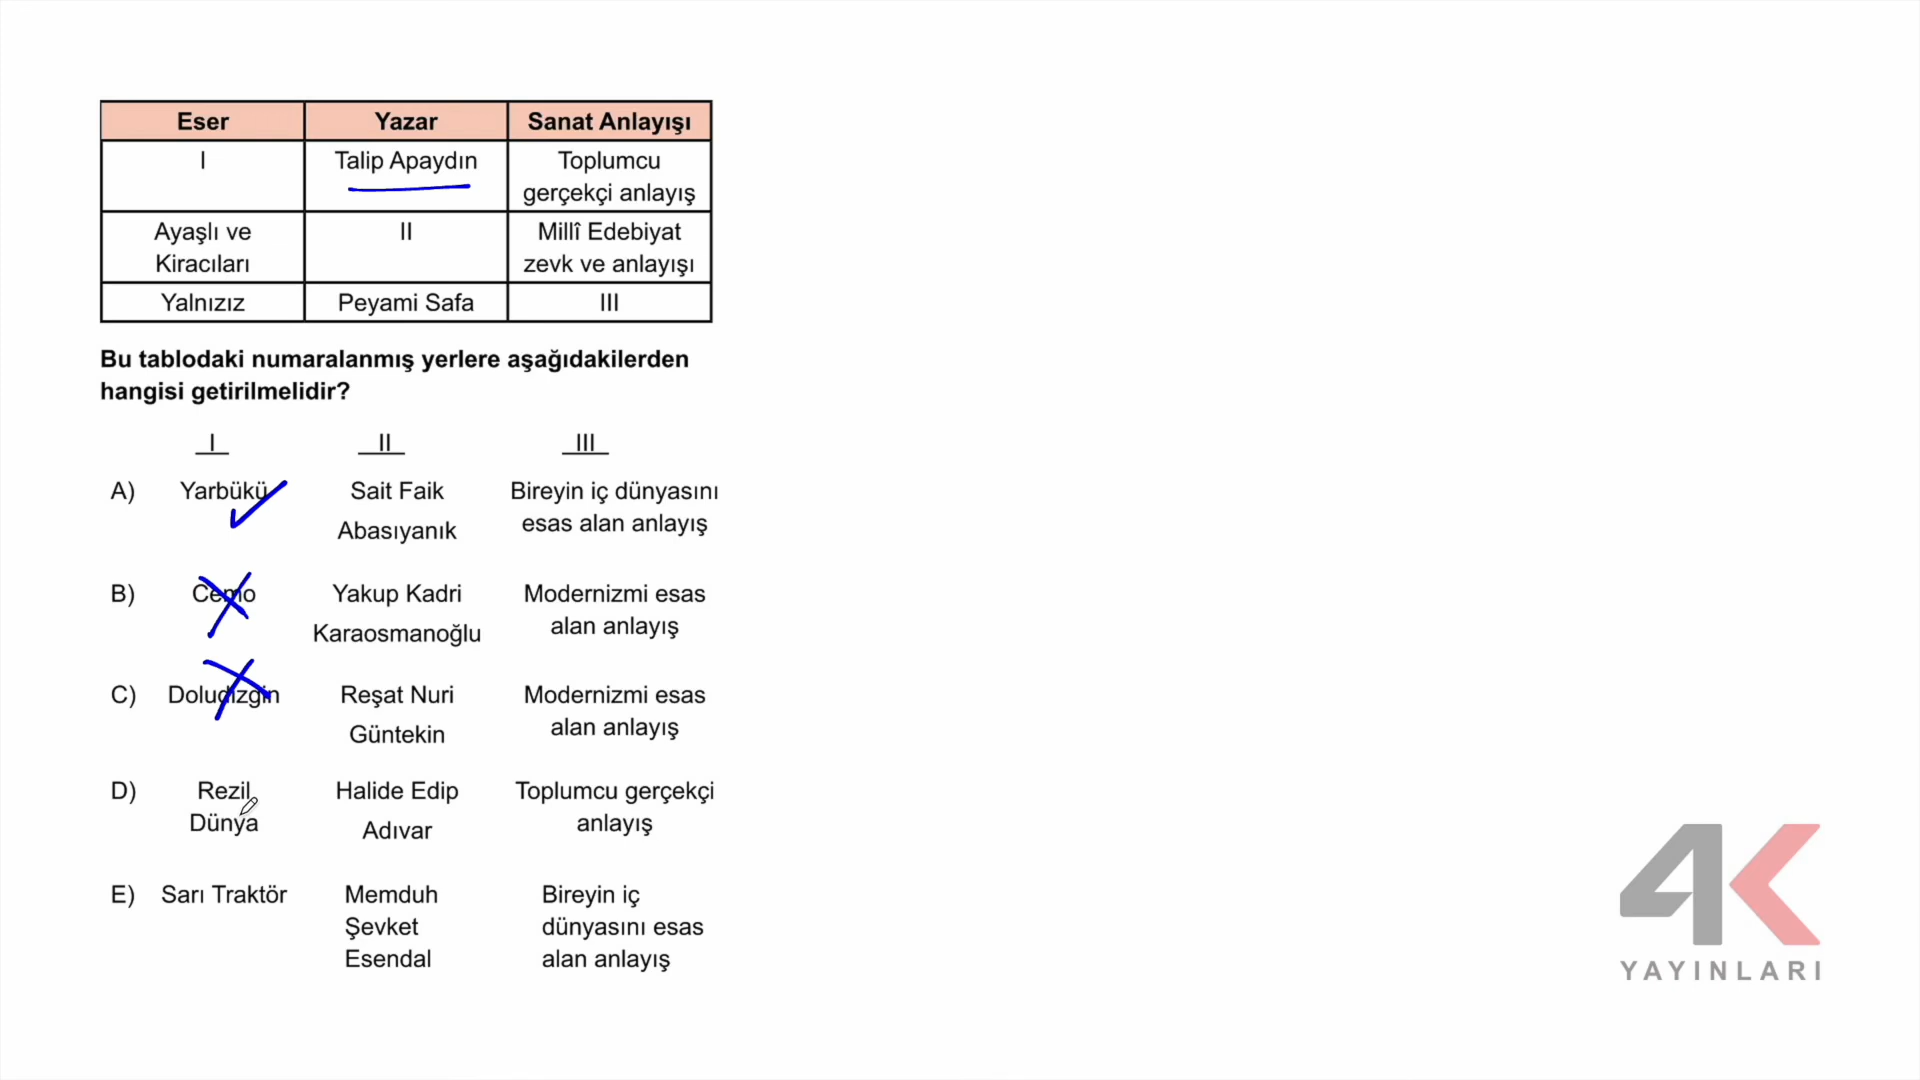 Eser Yazar Sanat Anlayışı
I Talip Apaydın Toplumcu
gerçekçi anlayış
Ayaşlı ve II Millî Edebiyat
Kiracıları zevk ve anlayışı
Yalnızız Peyami Safa III
Bu tablodaki numaralanmış yerlere aşağıdakilerden
hangisi getirilmelidir?
I II III
A) Yarbükü Sait Faik Bireyin iç dünyasını
Abasıyanık esas alan anlayış
B) Cemo Yakup Kadri Modernizmi esas
Karaosmanoğlu alan anlayış
C) Doludizgin Reşat Nuri Modernizmi esas
Güntekin alan anlayış
D) Rezil Halide Edip Toplumcu gerçekçi
Dünya Adıvar anlayış
E) Sarı Traktör Memduh Bireyin iç
Şevket dünyasını esas
Esendal alan anlayış
4K
YAYINLARI